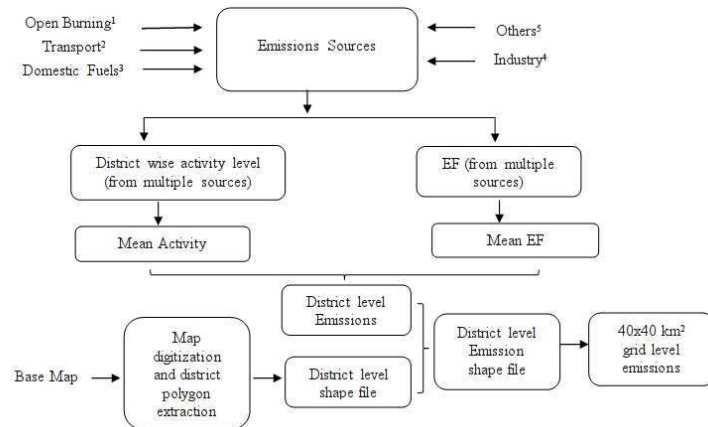 Open Burning¹
Transport²
Domestic Fuels³
Emissions Sources
Others⁵
Industry⁴
District wise activity level
(from multiple sources)
EF (from multiple
sources)
Mean Activity
Mean EF
District level
Emissions
Base Map
Map
digitization
and district
polygon
extraction
District level
shape file
District level
Emission
shape file
40x40 km²
grid level
emissions